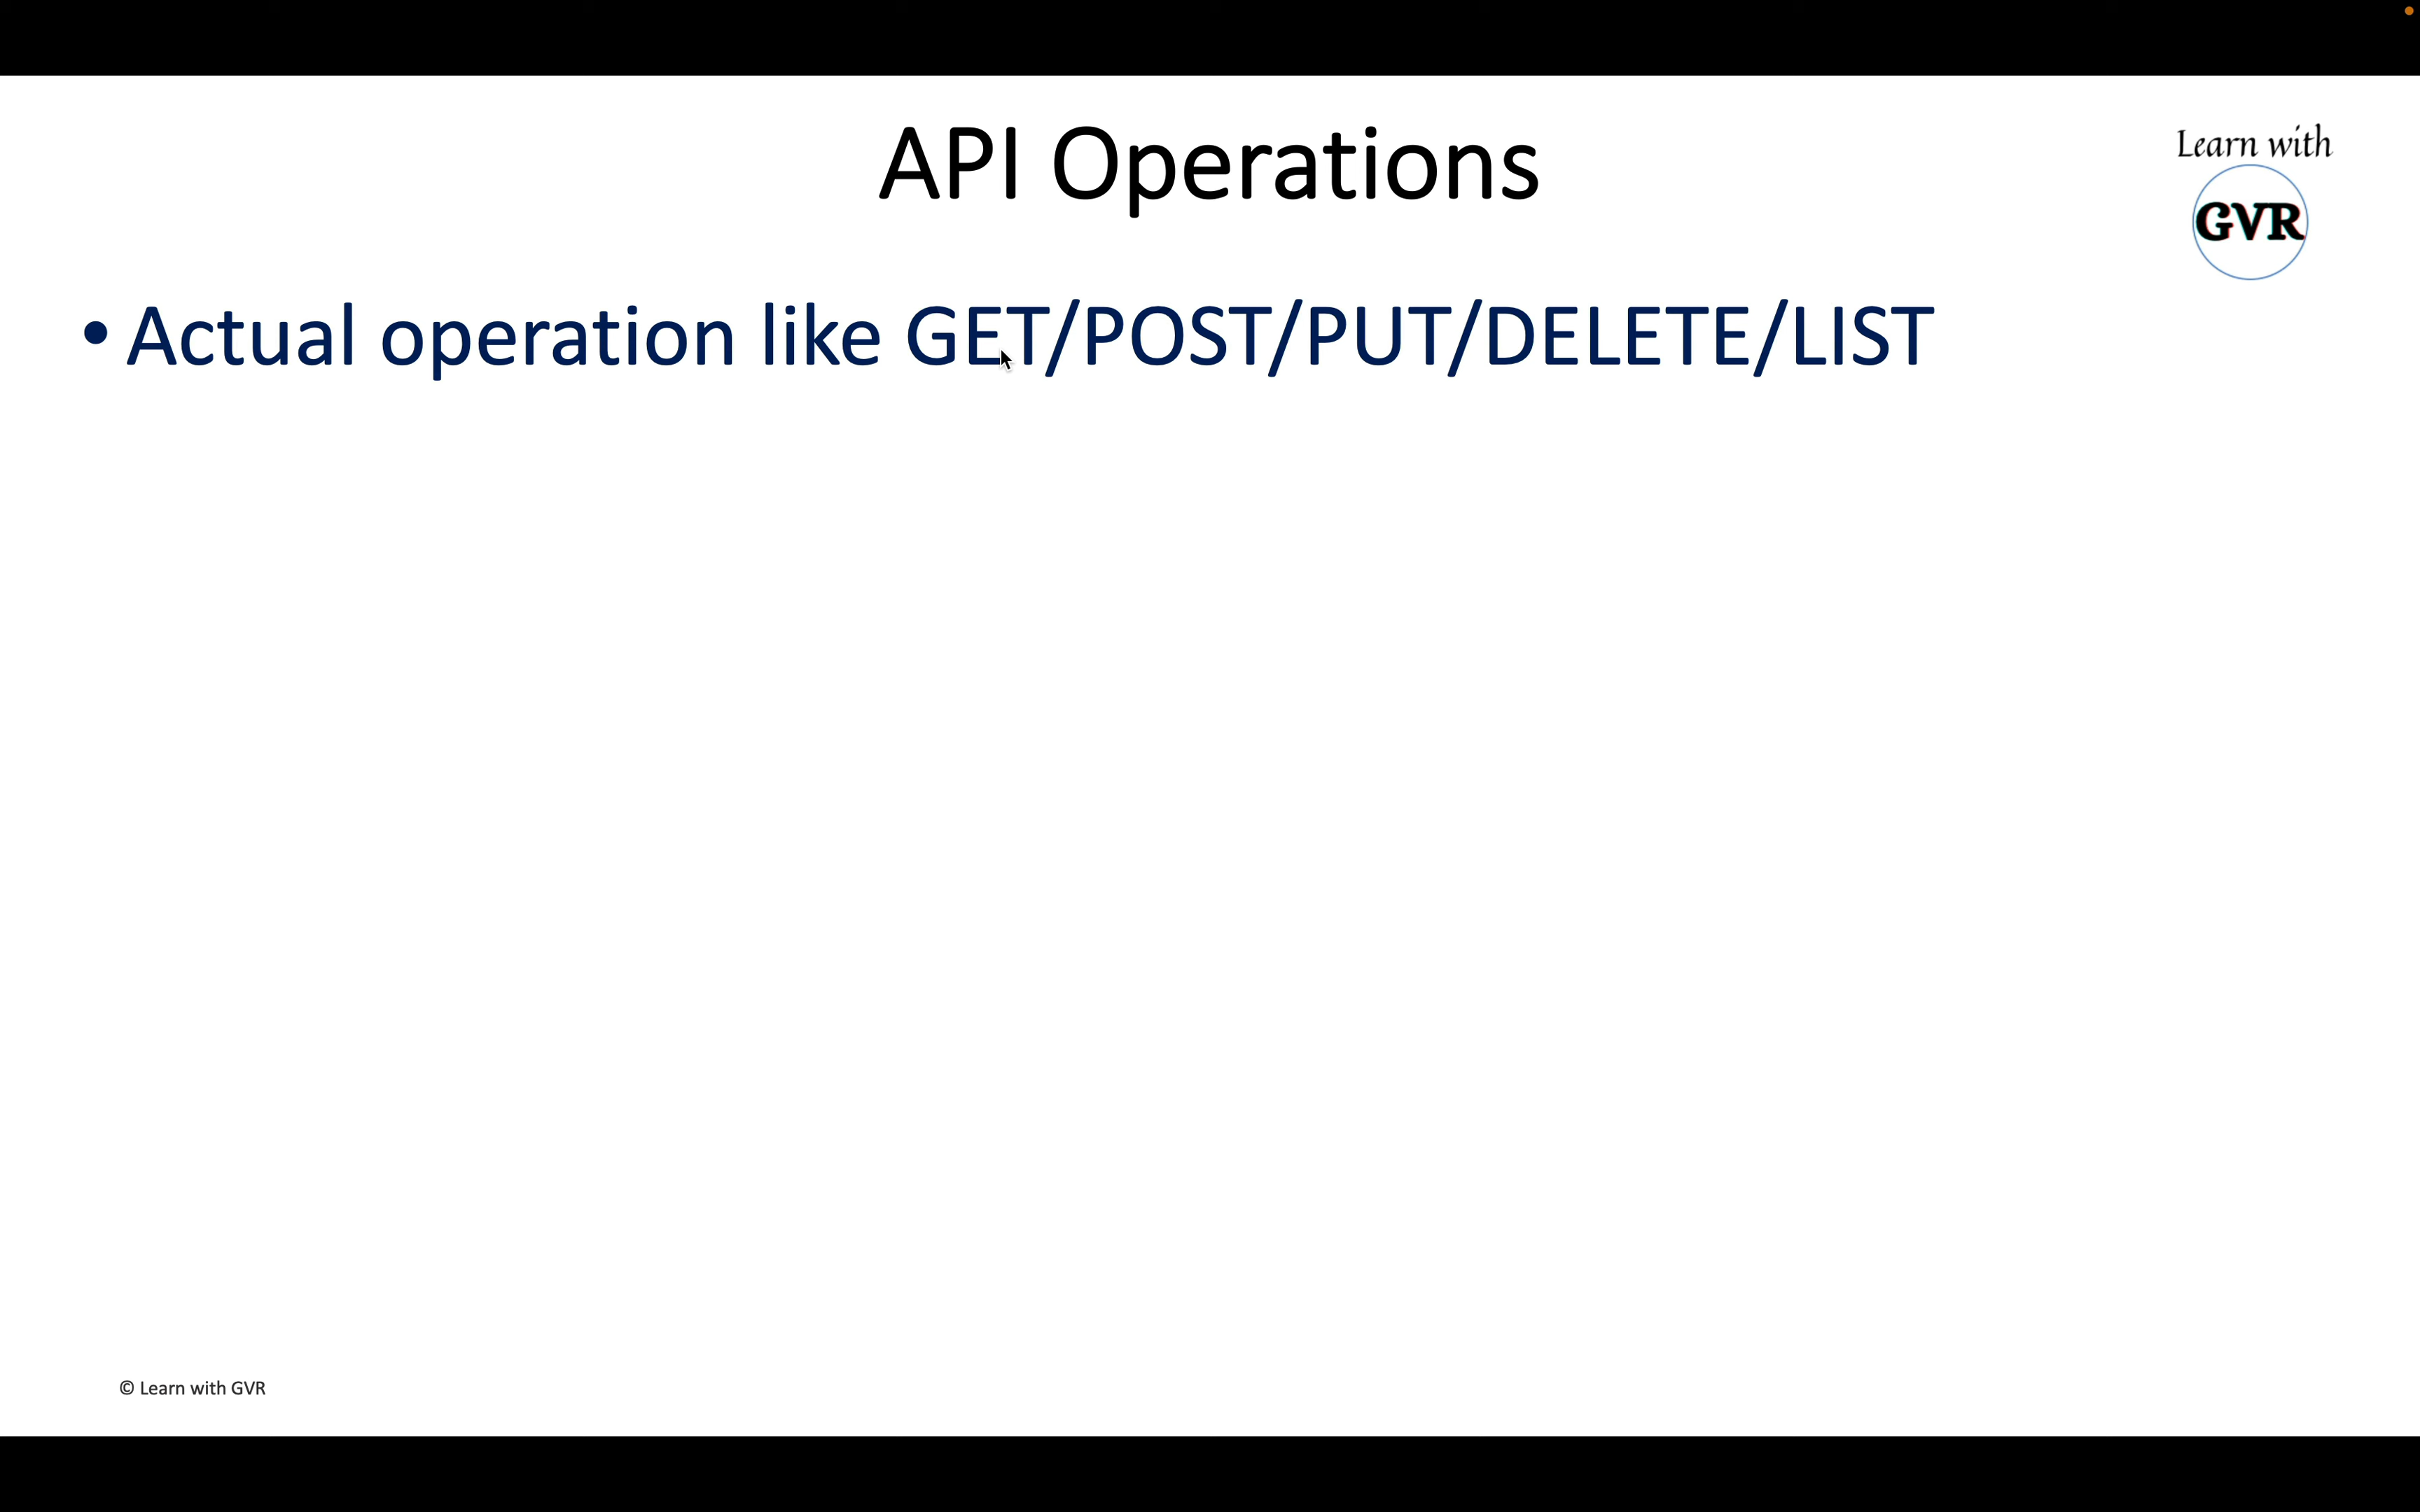 API Operations
Learn with
GVR
• Actual operation like GET/POST/PUT/DELETE/LIST
© Learn with GVR